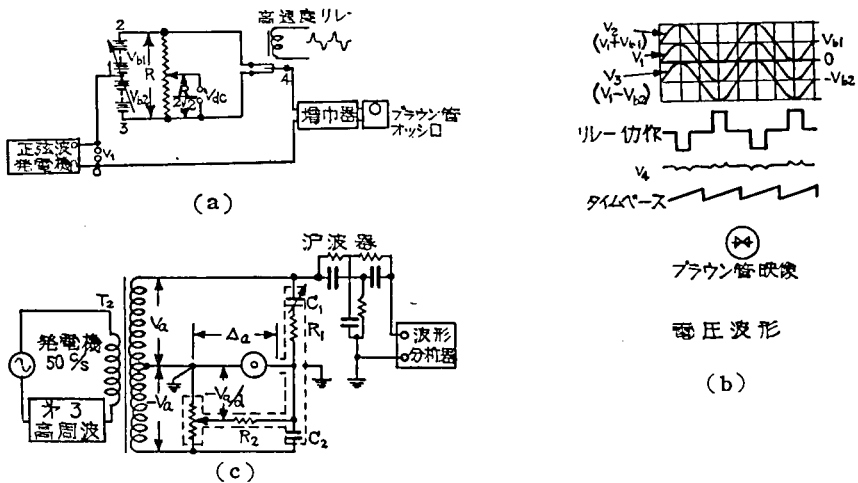 高速度リレー
2
1
3
V_b1
V_b2
R
R/2√2
V_dc
4
増巾器
ブラウン管
オッシロ
正弦波
発電機
V_1
(a)
V_2
(V_1+V_b1)
V_1
V_3
(V_1-V_b2)
V_b1
0
-V_b2
リレー仂作
V_4
タイムベース
ブラウン管映像
電圧波形
(b)
沪波器
T_2
発電機
50 c/s
才3
高周波
V_a
-V_a
Δ_a
-V_a/d
C_1
R_1
R_2
C_2
波形
分析器
(c)